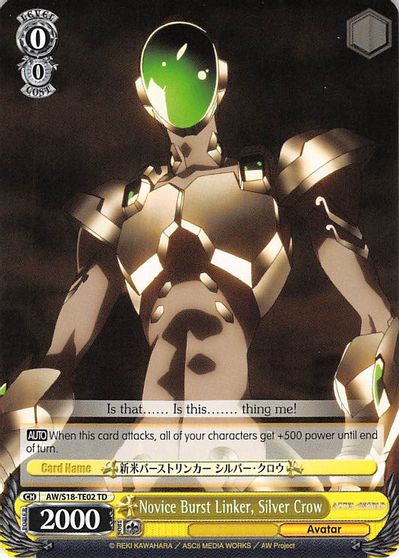 LEVEL
0
0
COST
Is that...... Is this....... thing me!
AUTO When this card attacks, all of your characters get +500 power until end
of turn.
Card Name 新米バーストリンカー シルバー・クロウ
CH AW/S18-TE02 TD
POWER 2000
Novice Burst Linker, Silver Crow
Avatar
© REKI KAWAHARA / ASCII MEDIA WORKS / AW Project